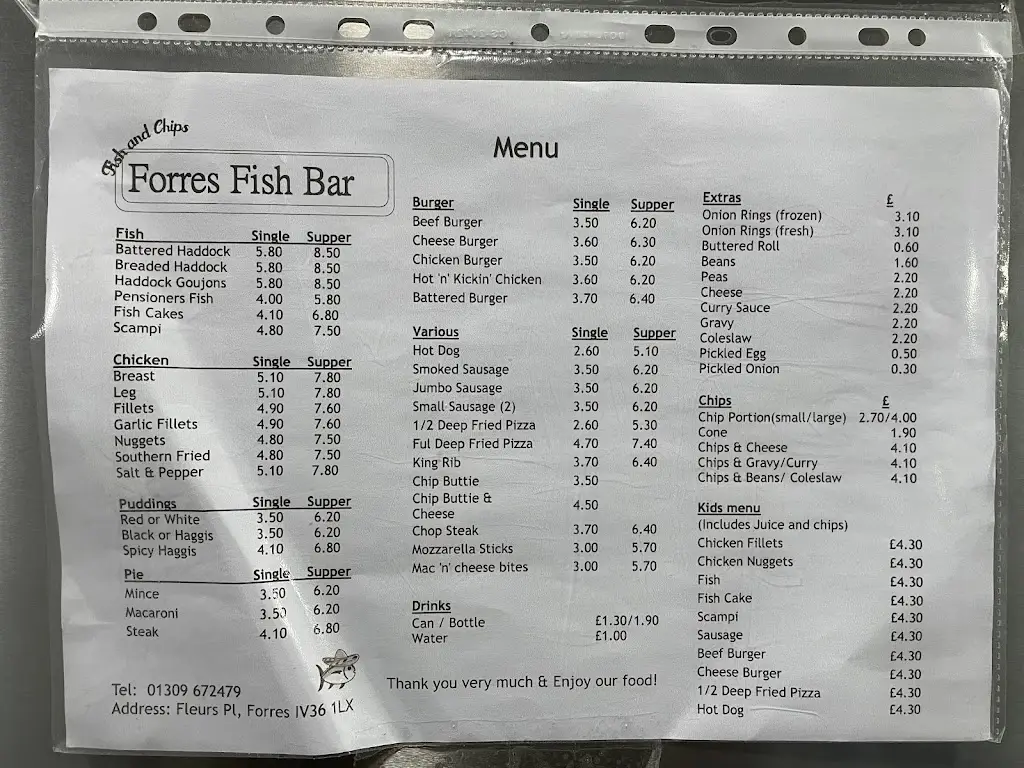 Fish and Chips
Forres Fish Bar
Menu
Fish Single Supper
Battered Haddock 5.80 8.50
Breaded Haddock 5.80 8.50
Haddock Goujons 5.80 8.50
Pensioners Fish 4.00 5.80
Fish Cakes 4.10 6.80
Scampi 4.80 7.50
Chicken Single Supper
Breast 5.10 7.80
Leg 5.10 7.80
Fillets 4.90 7.60
Garlic Fillets 4.90 7.60
Nuggets 4.80 7.50
Southern Fried 4.80 7.50
Salt & Pepper 5.10 7.80
Puddings Single Supper
Red or White 3.50 6.20
Black or Haggis 3.50 6.20
Spicy Haggis 4.10 6.80
Pie Single Supper
Mince 3.50 6.20
Macaroni 3.50 6.20
Steak 4.10 6.80
Tel: 01309 672479
Address: Fleurs Pl, Forres IV36 1LX
Burger Single Supper
Beef Burger 3.50 6.20
Cheese Burger 3.60 6.30
Chicken Burger 3.50 6.20
Hot 'n' Kickin' Chicken 3.60 6.20
Battered Burger 3.70 6.40
Various Single Supper
Hot Dog 2.60 5.10
Smoked Sausage 3.50 6.20
Jumbo Sausage 3.50 6.20
Small Sausage (2) 3.50 6.20
1/2 Deep Fried Pizza 2.60 5.30
Ful Deep Fried Pizza 4.70 7.40
King Rib 3.70 6.40
Chip Buttie 3.50
Chip Buttie &
Cheese 4.50
Chop Steak 3.70 6.40
Mozzarella Sticks 3.00 5.70
Mac 'n' cheese bites 3.00 5.70
Drinks
Can / Bottle £1.30/1.90
Water £1.00
Thank you very much & Enjoy our food!
Extras £
Onion Rings (frozen) 3.10
Onion Rings (fresh) 3.10
Buttered Roll 0.60
Beans 1.60
Peas 2.20
Cheese 2.20
Curry Sauce 2.20
Gravy 2.20
Coleslaw 2.20
Pickled Egg 0.50
Pickled Onion 0.30
Chips £
Chip Portion(small/large) 2.70/4.00
Cone 1.90
Chips & Cheese 4.10
Chips & Gravy/Curry 4.10
Chips & Beans/ Coleslaw 4.10
Kids menu
(Includes Juice and chips)
Chicken Fillets £4.30
Chicken Nuggets £4.30
Fish £4.30
Fish Cake £4.30
Scampi £4.30
Sausage £4.30
Beef Burger £4.30
Cheese Burger £4.30
1/2 Deep Fried Pizza £4.30
Hot Dog £4.30